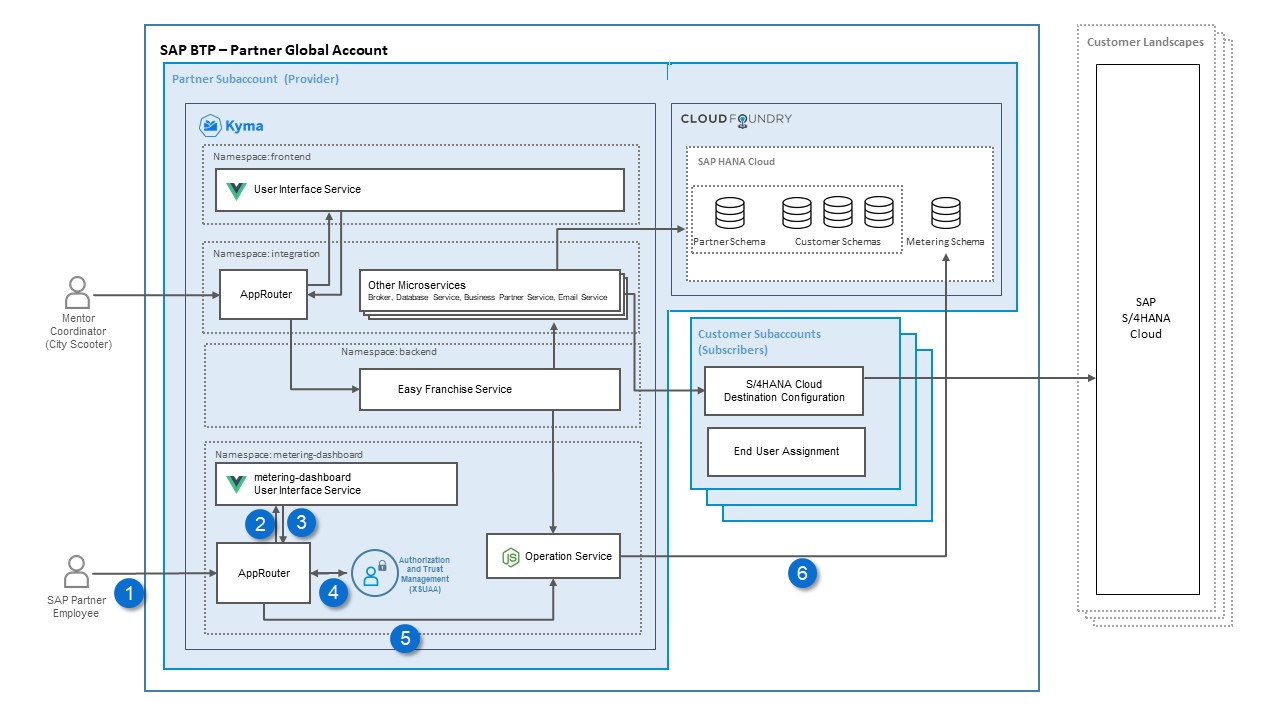 SAP BTP – Partner Global Account
Customer Landscapes
Partner Subaccount (Provider)
Kyma
CLOUD FOUNDRY
Namespace: frontend
User Interface Service
SAP HANA Cloud
Partner Schema
Customer Schemas
Metering Schema
Namespace: integration
AppRouter
Other Microservices
Broker, Database Service, Business Partner Service, Email Service
Mentor
Coordinator
(City Scooter)
SAP
S/4HANA
Cloud
Customer Subaccounts
(Subscribers)
Namespace: backend
Easy Franchise Service
S/4HANA Cloud
Destination Configuration
End User Assignment
Namespace: metering-dashboard
metering-dashboard
User Interface Service
2
3
AppRouter
Authorization
and Trust
Management
(XSUAA)
JS
Operation Service
SAP Partner
Employee
1
4
6
5